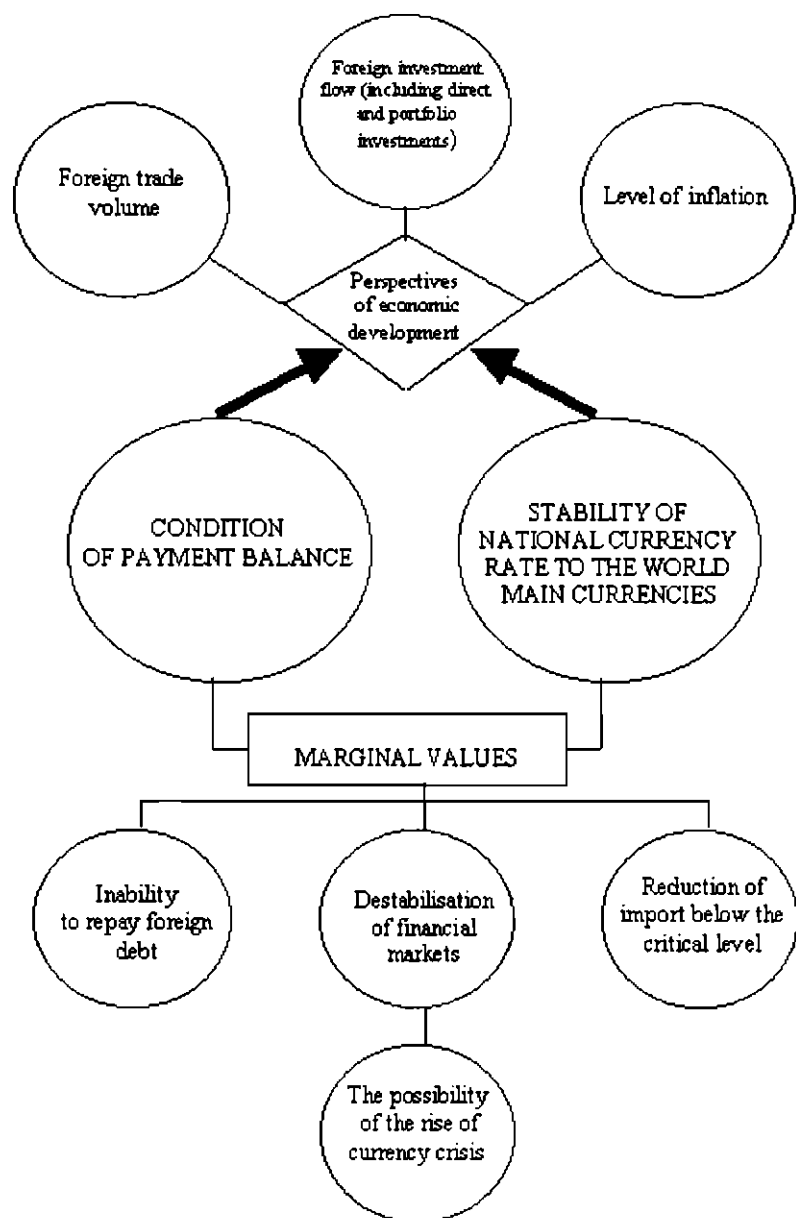 Foreign investment
flow (including direct
and portfolio
investments)
Foreign trade
volume
Level of inflation
Perspectives
of economic
development
CONDITION
OF PAYMENT BALANCE
STABILITY OF
NATIONAL CURRENCY
RATE TO THE WORLD
MAIN CURRENCIES
MARGINAL VALUES
Inability
to repay foreign
debt
Destabilisation
of financial
markets
Reduction of
import below the
critical level
The possibility
of the rise of
currency crisis